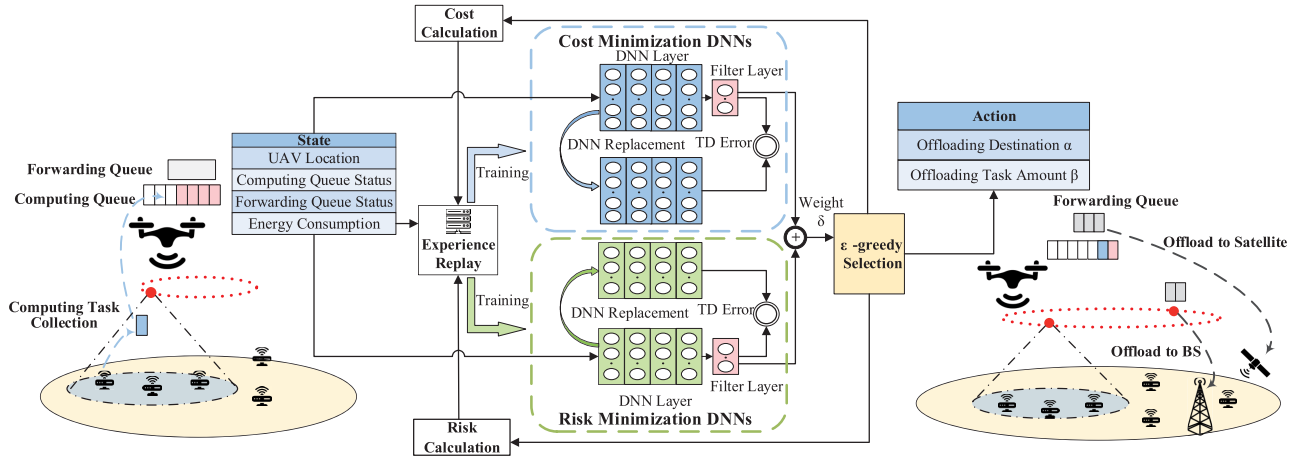 Forwarding Queue
Computing Queue
Computing Task
Collection
State
UAV Location
Computing Queue Status
Forwarding Queue Status
Energy Consumption
Cost
Calculation
Experience
Replay
Training
Training
Risk
Calculation
Cost Minimization DNNs
DNN Layer
Filter Layer
DNN Replacement
TD Error
DNN Replacement
TD Error
DNN Layer
Filter Layer
Risk Minimization DNNs
Weight
δ
+
ε -greedy
Selection
Action
Offloading Destination α
Offloading Task Amount β
Forwarding Queue
Offload to Satellite
Offload to BS